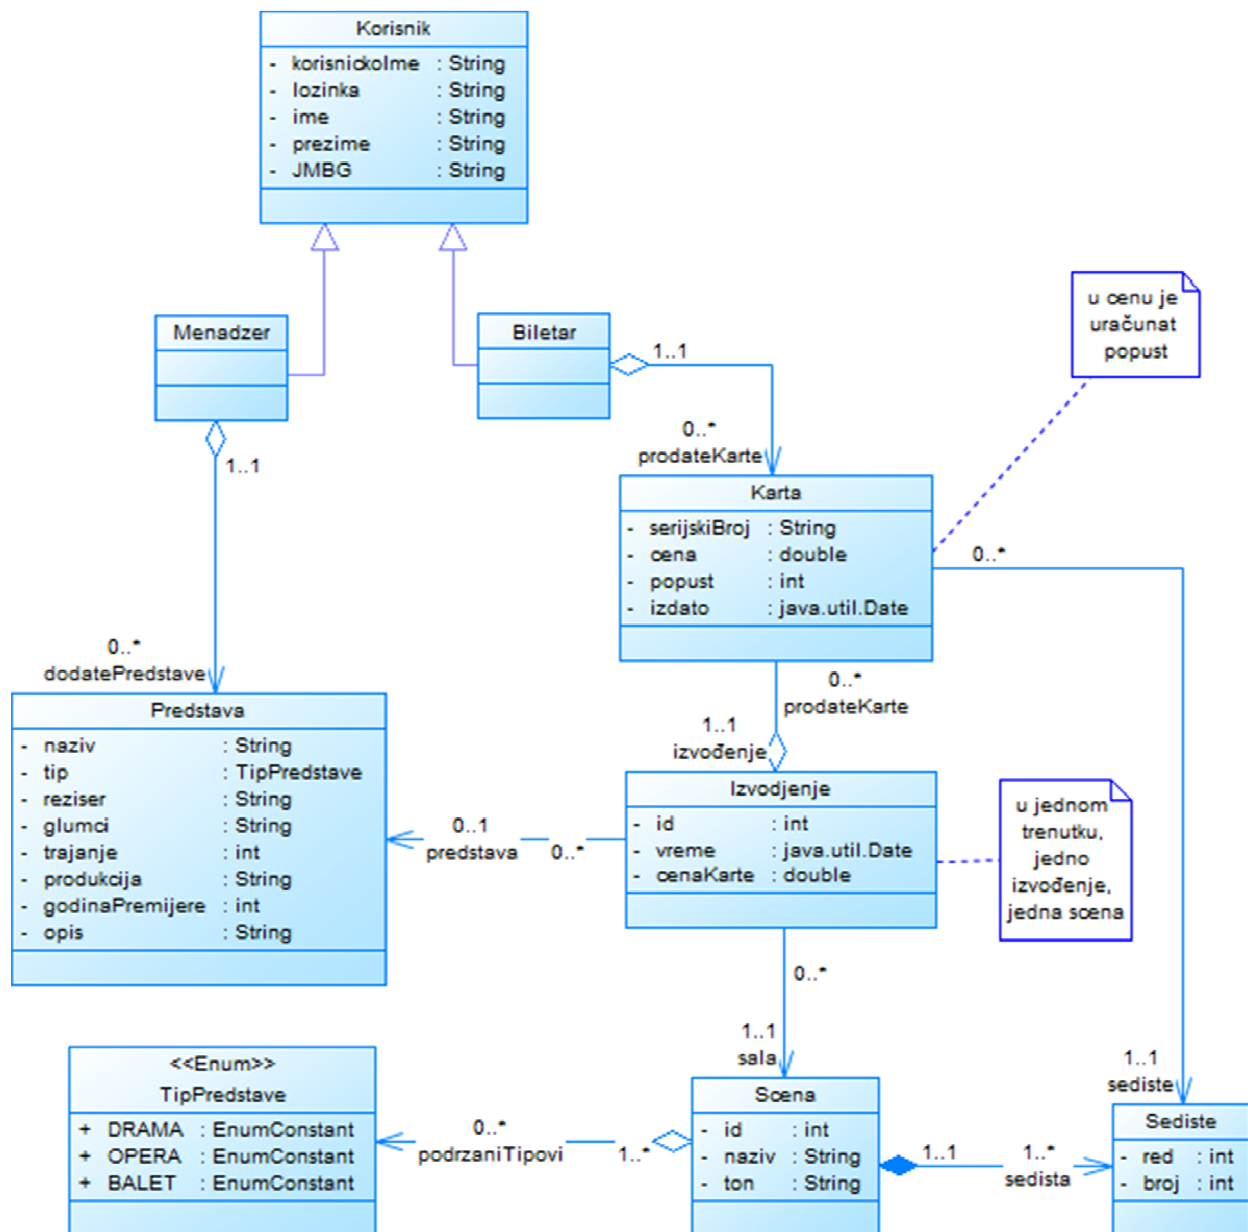 Korisnik
- korisnickoIme : String
- lozinka : String
- ime : String
- prezime : String
- JMBG : String
Menadzer
Biletar
u cenu je
uračunat
popust
1..1
0..*
prodateKarte
1..1
Karta
- serijskiBroj : String
- cena : double
- popust : int
- izdato : java.util.Date
0..*
0..*
dodatePredstave
0..*
prodateKarte
1..1
izvođenje
Predstava
- naziv : String
- tip : TipPredstave
- reziser : String
- glumci : String
- trajanje : int
- produkcija : String
- godinaPremijere : int
- opis : String
0..1
predstava
0..*
Izvodjenje
- id : int
- vreme : java.util.Date
- cenaKarte : double
u jednom
trenutku,
jedno
izvođenje,
jedna scena
0..*
1..1
sala
1..1
sediste
<<Enum>>
TipPredstave
+ DRAMA : EnumConstant
+ OPERA : EnumConstant
+ BALET : EnumConstant
0..*
podrzaniTipovi
1..*
Scena
- id : int
- naziv : String
- ton : String
1..1
1..*
sedista
Sediste
- red : int
- broj : int